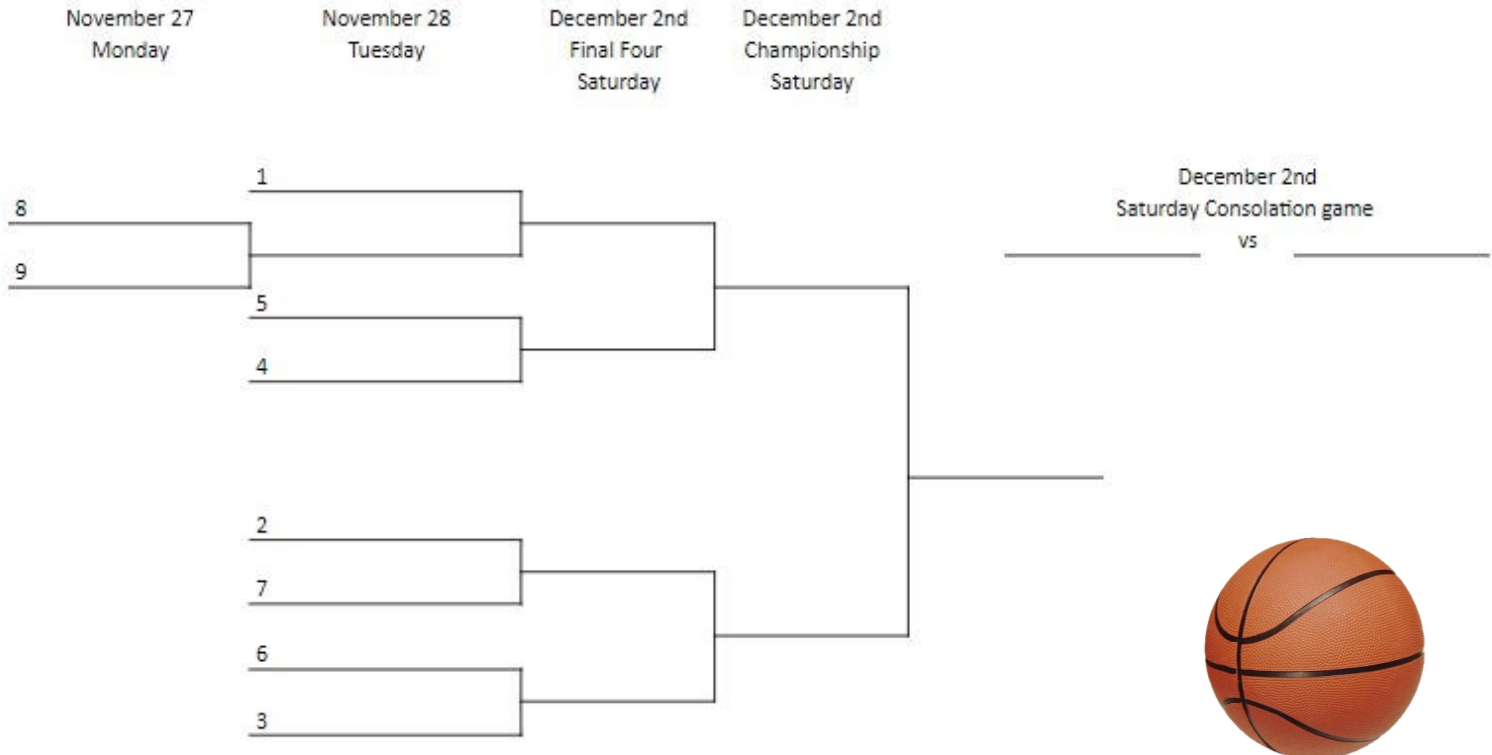 November 27
Monday
November 28
Tuesday
December 2nd
Final Four
Saturday
December 2nd
Championship
Saturday
1
8
9
5
4
December 2nd
Saturday Consolation game
vs
2
7
6
3